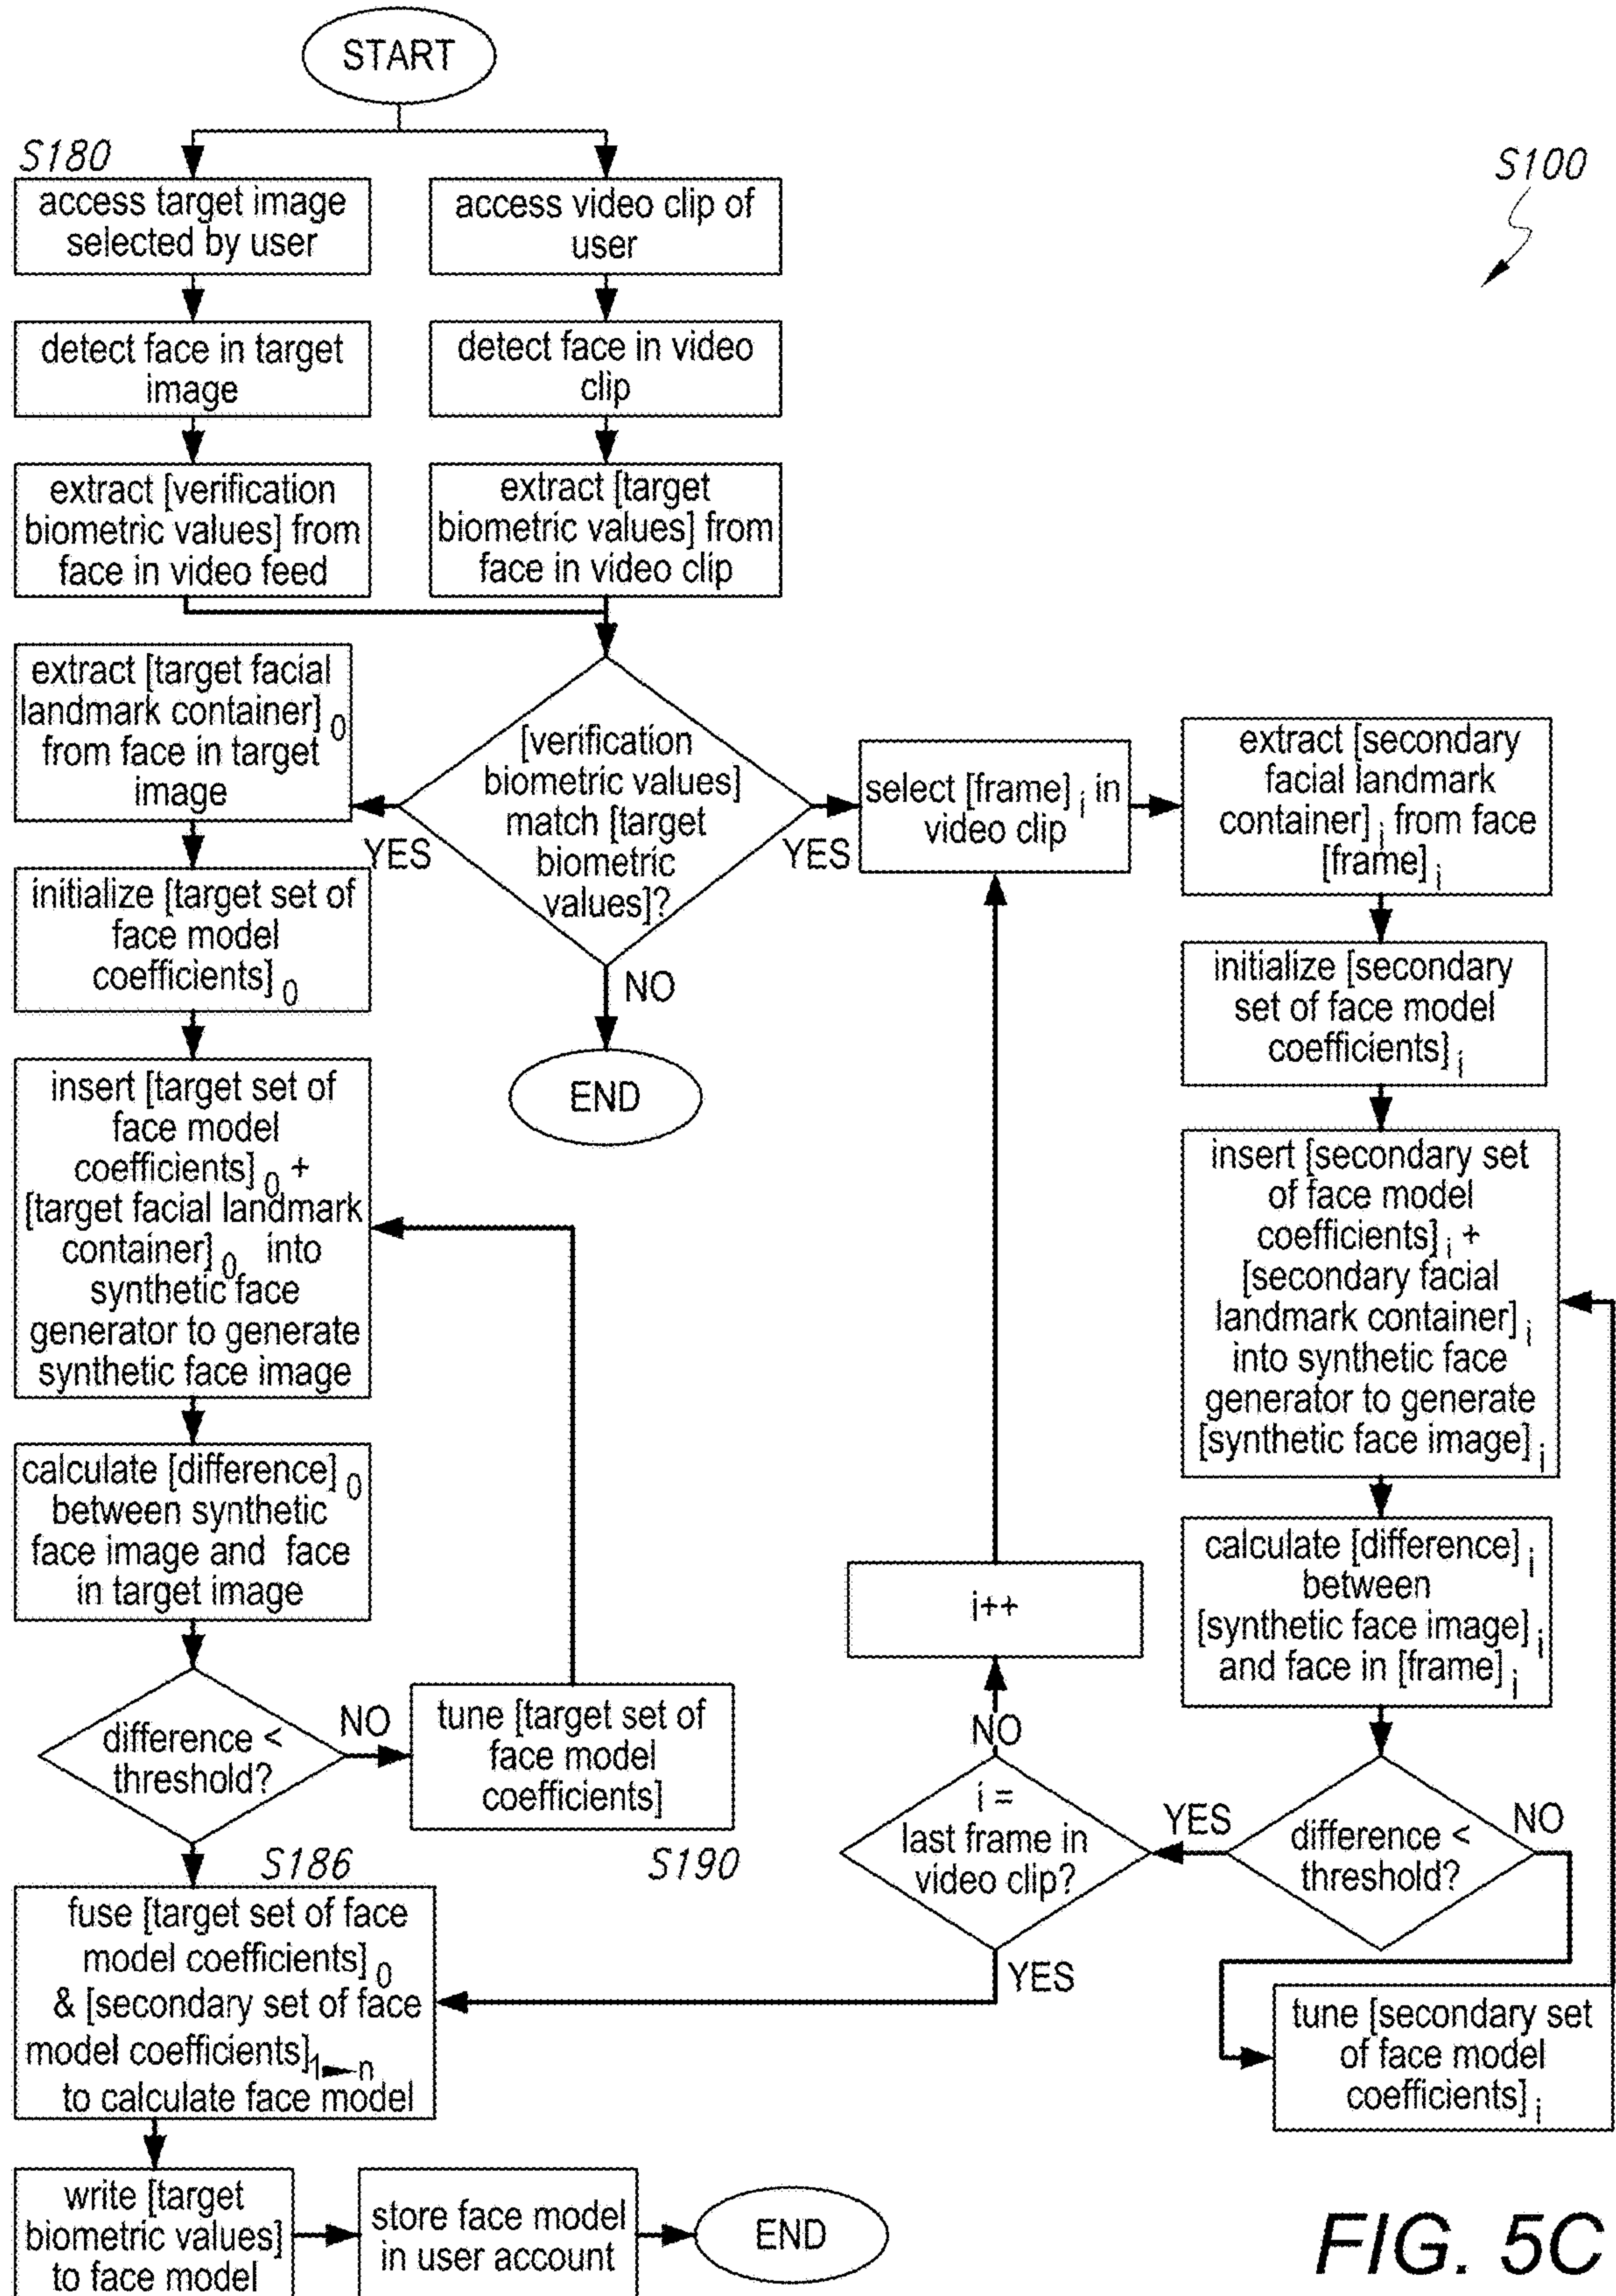 START
S180
S100
access target image
selected by user
access video clip of
user
detect face in target
image
detect face in video
clip
extract [verification
biometric values] from
face in video feed
extract [target
biometric values] from
face in video clip
extract [target facial
landmark container] 0
from face in target
image
[verification
biometric values]
match [target
biometric
values]?
YES
YES
NO
END
select [frame] i in
video clip
extract [secondary
facial landmark
container] i from face
[frame] i
initialize [target set of
face model
coefficients] 0
initialize [secondary
set of face model
coefficients] i
insert [target set of
face model
coefficients] 0 +
[target facial landmark
container] 0 into
synthetic face
generator to generate
synthetic face image
insert [secondary set
of face model
coefficients] i +
[secondary facial
landmark container] i
into synthetic face
generator to generate
[synthetic face image] i
calculate [difference] 0
between synthetic
face image and face
in target image
calculate [difference] i
between
[synthetic face image] i
and face in [frame] i
i++
difference <
threshold?
NO
tune [target set of
face model
coefficients]
S190
NO
i =
last frame in
video clip?
YES
YES
difference <
threshold?
NO
tune [secondary set
of face model
coefficients] i
S186
fuse [target set of face
model coefficients] 0
& [secondary set of face
model coefficients] 1►n
to calculate face model
write [target
biometric values]
to face model
store face model
in user account
END
FIG. 5C